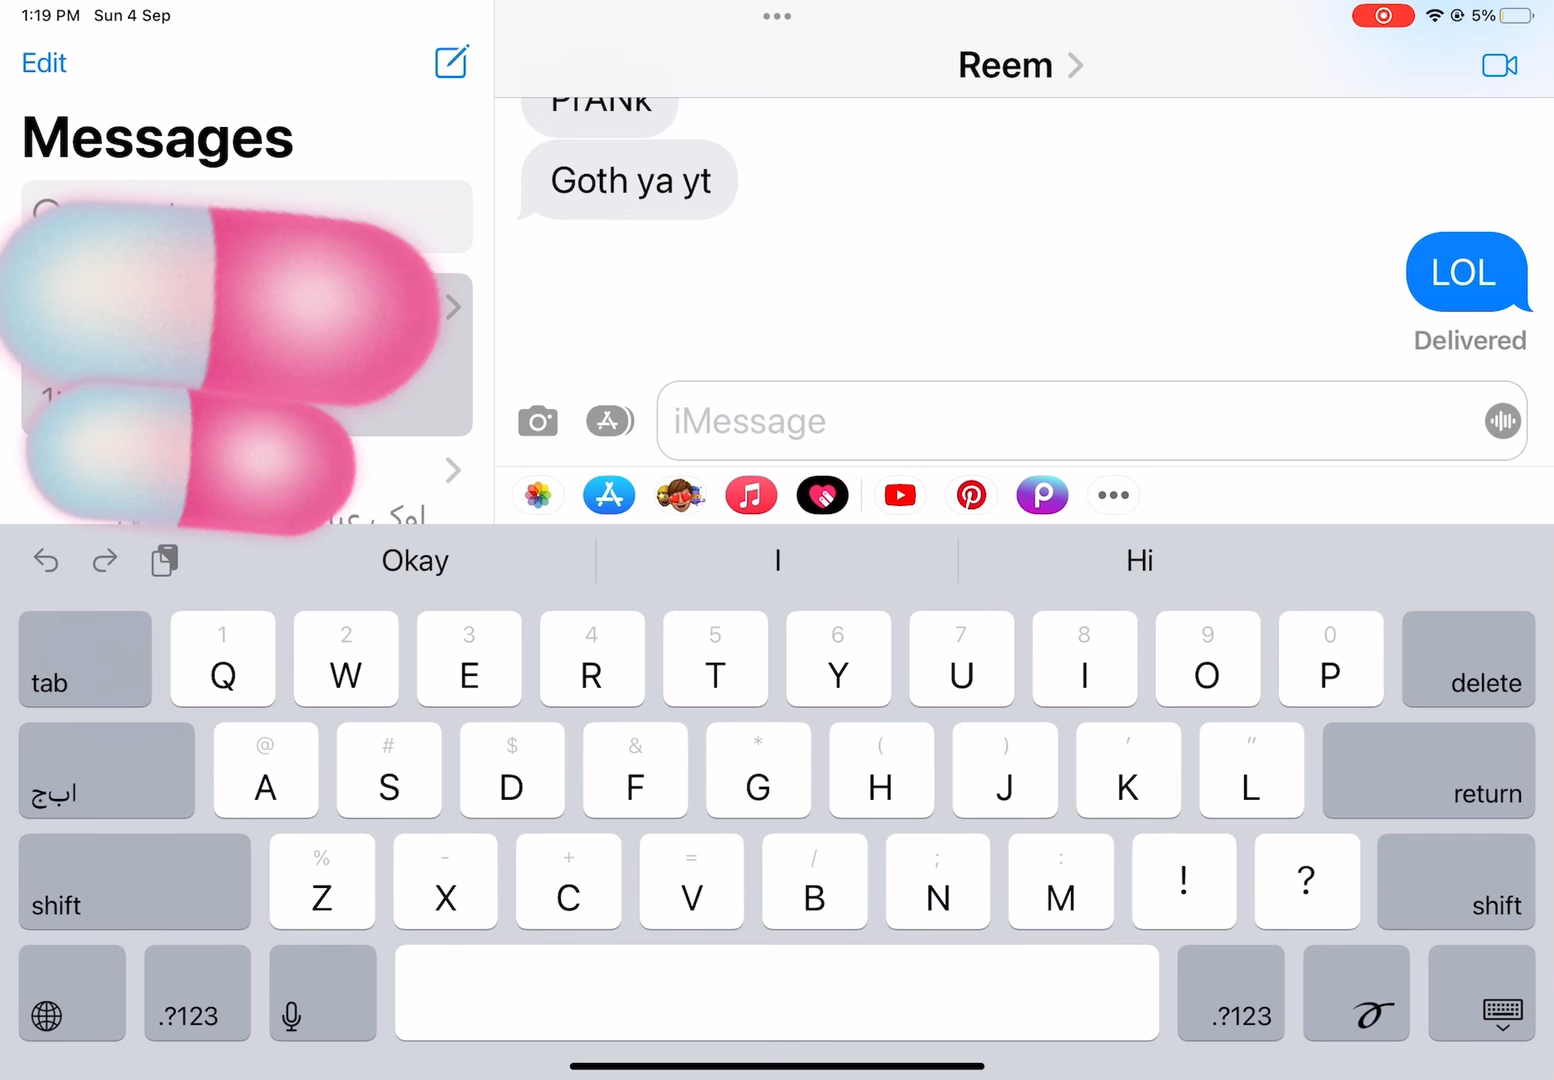 1:19 PM Sun 4 Sep
5%
Edit
Messages
Reem
PrANk
Goth ya yt
LOL
Delivered
iMessage
Okay
I
Hi
tab
1 2 3 4 5 6 7 8 9 0
Q W E R T Y U I O P
delete
ابج
@ # $ & * ( ) ' "
A S D F G H J K L
return
shift
% - + = / ; :
Z X C V B N M ! ?
shift
.?123
.?123